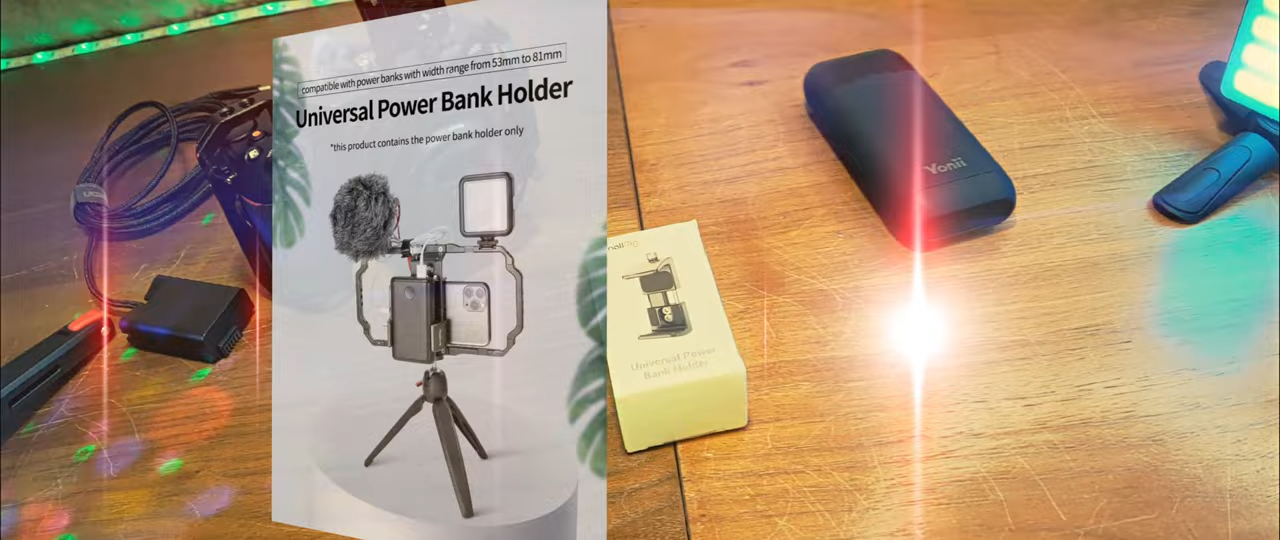 compatible with power banks with width range from 53mm to 81mm
Universal Power Bank Holder
*this product contains the power bank holder only
Yonii
Universal Power
Bank Holder